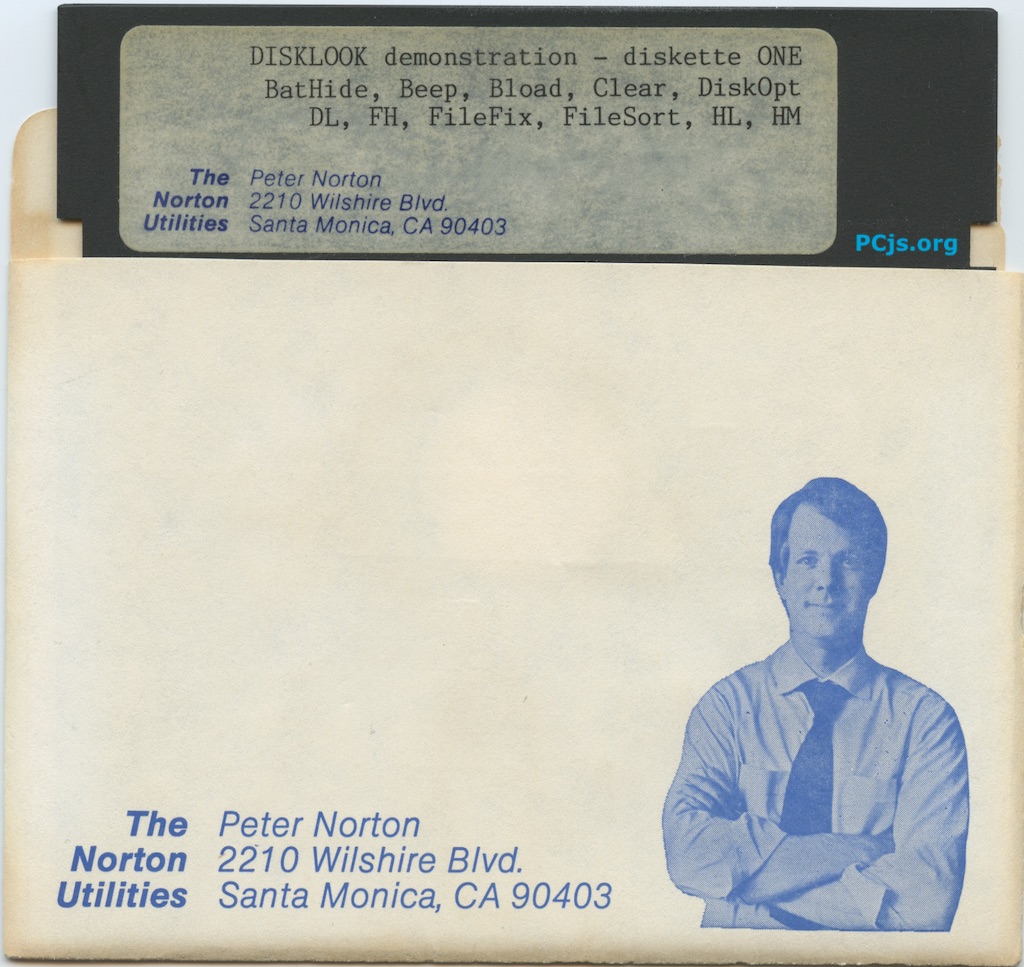 DISKLOOK demonstration - diskette ONE
BatHide, Beep, Bload, Clear, DiskOpt
DL, FH, FileFix, FileSort, HL, HM
The Peter Norton
Norton 2210 Wilshire Blvd.
Utilities Santa Monica, CA 90403
PCjs.org
The Peter Norton
Norton 2210 Wilshire Blvd.
Utilities Santa Monica, CA 90403